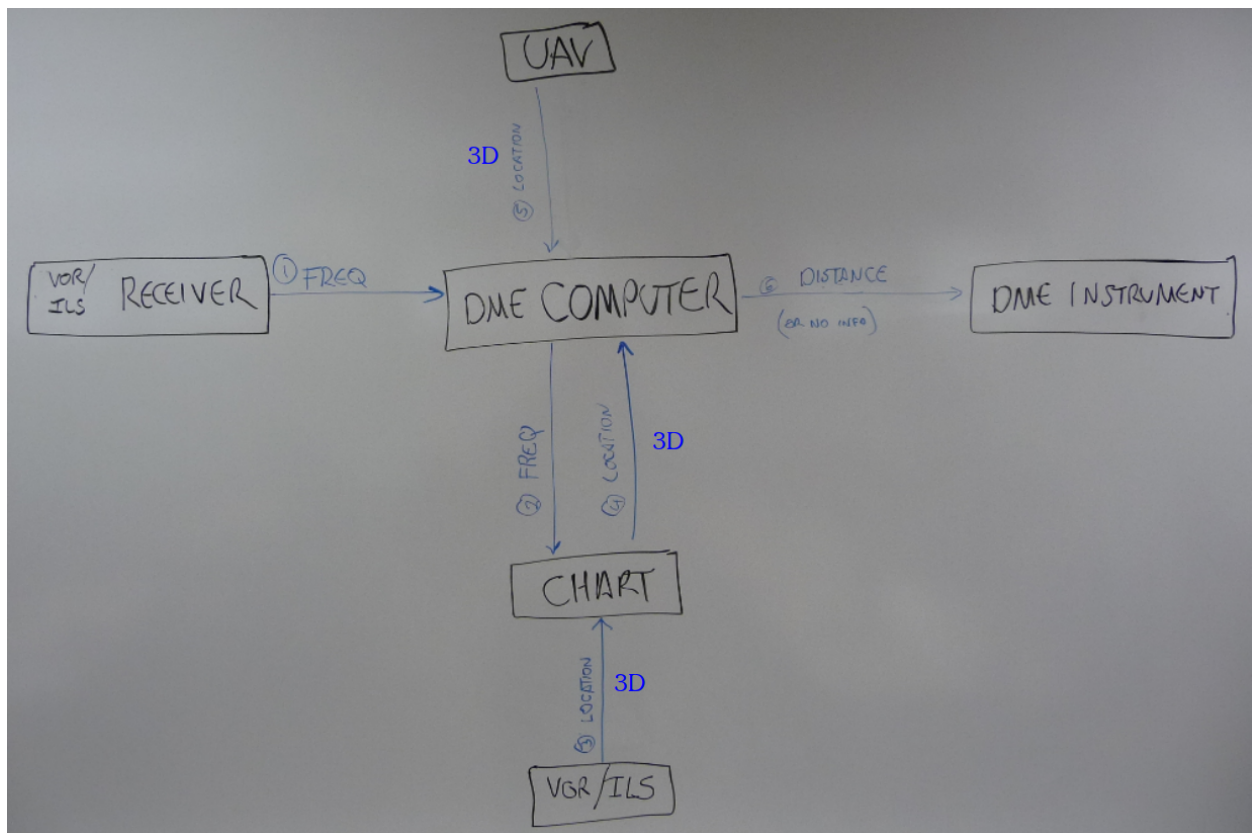 UAV
3D
⑤ LOCATION
VOR/
ILS RECEIVER
① FREQ
DME COMPUTER
⑥ DISTANCE
(OR NO INFO)
DME INSTRUMENT
② FREQ
④ LOCATION
3D
CHART
③ LOCATION
3D
VOR/ILS